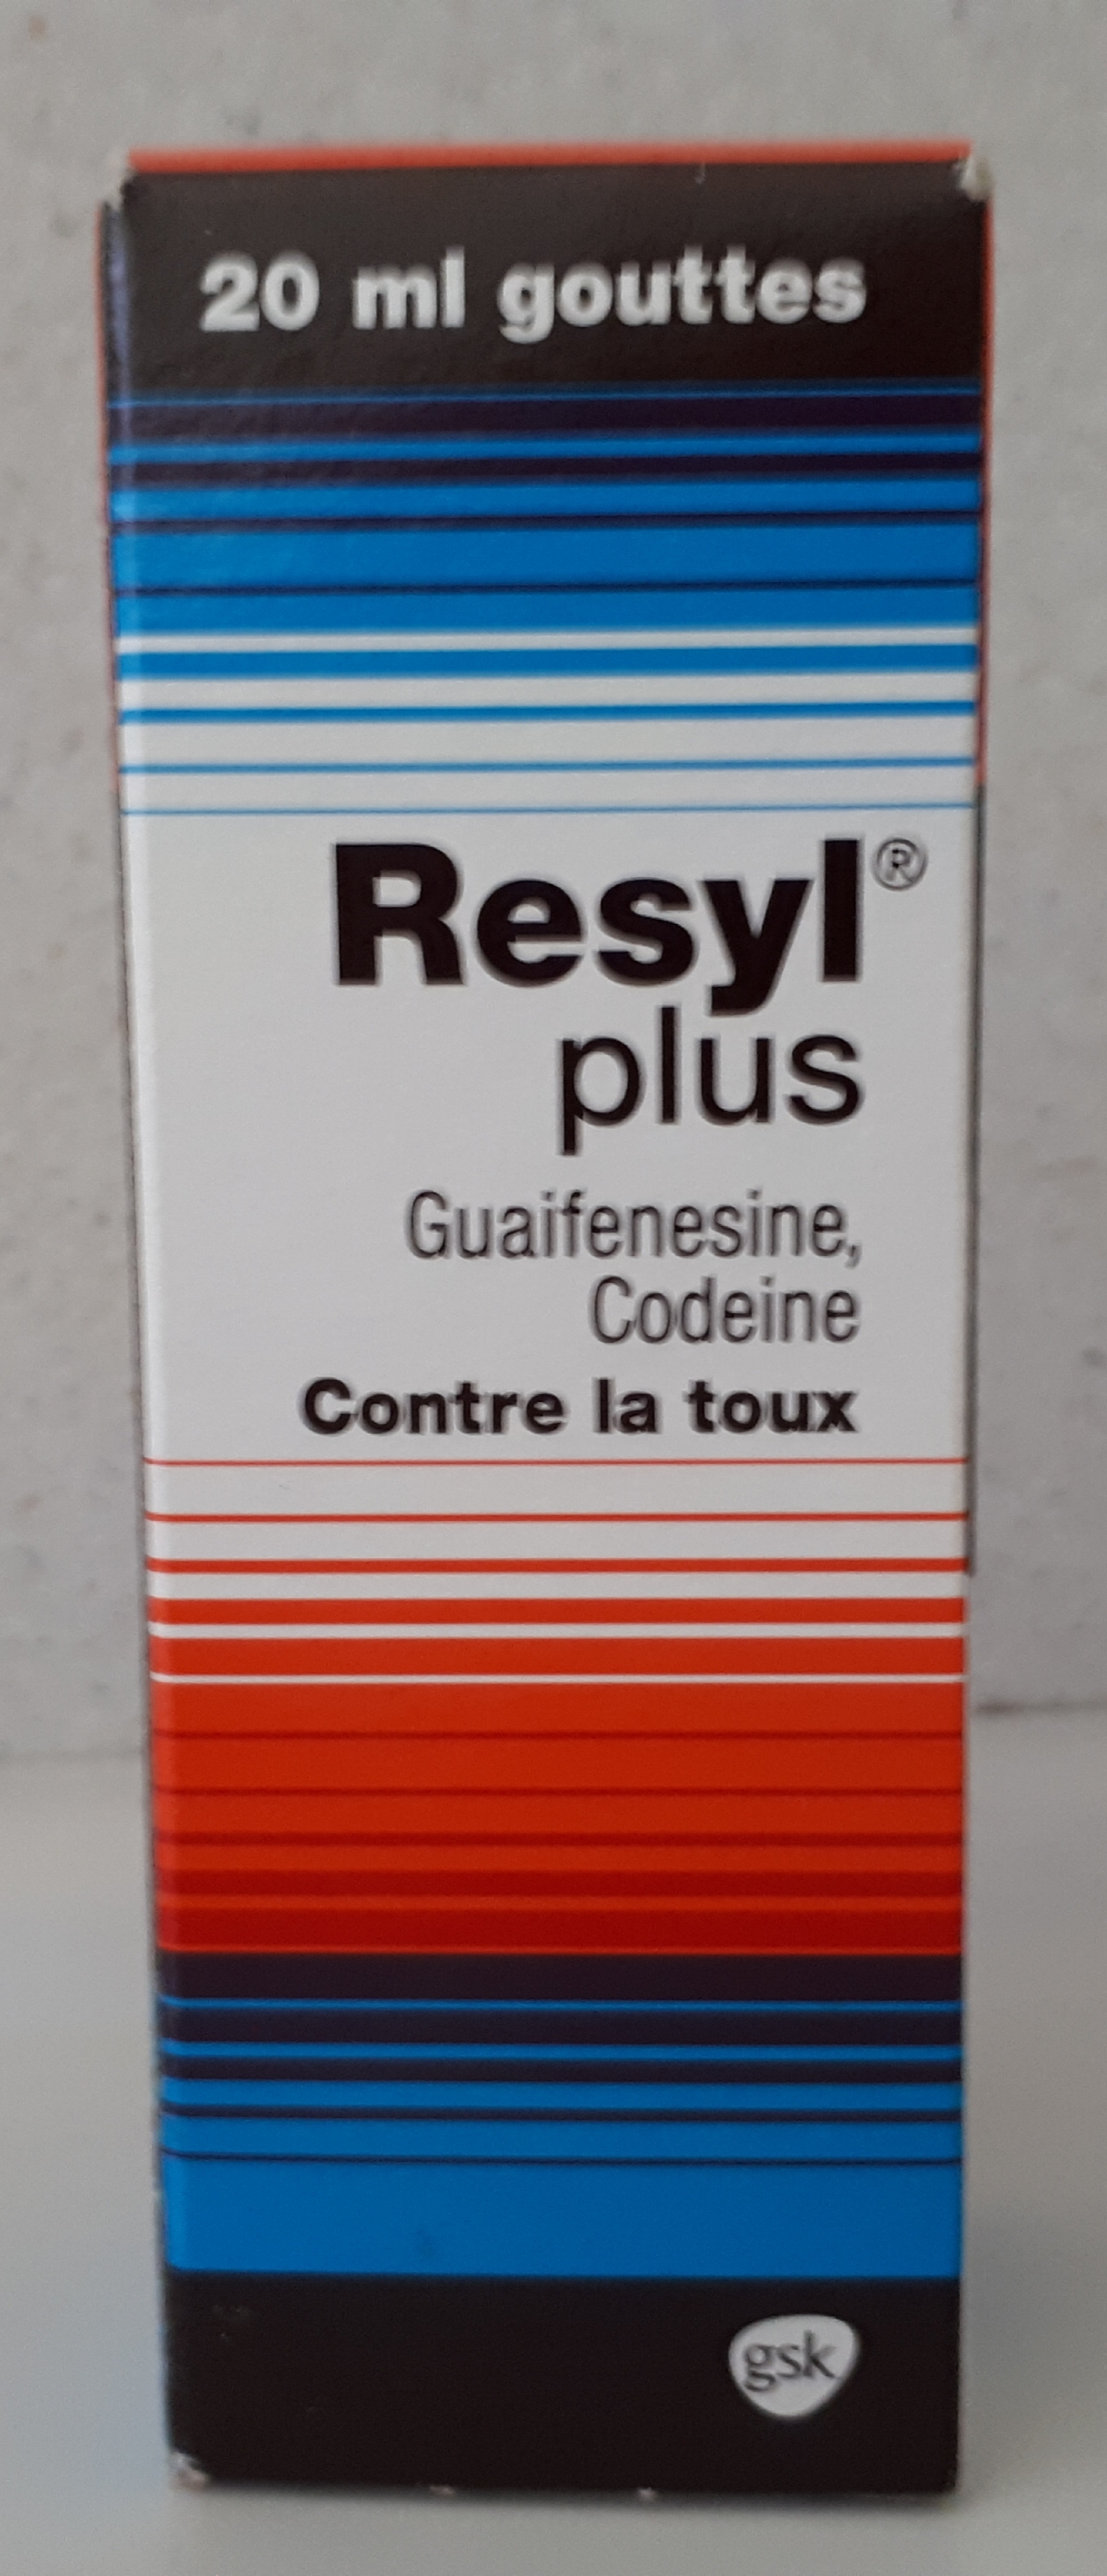 20 ml gouttes
Resyl®
plus
Guaifenesine,
Codeine
Contre la toux
gsk